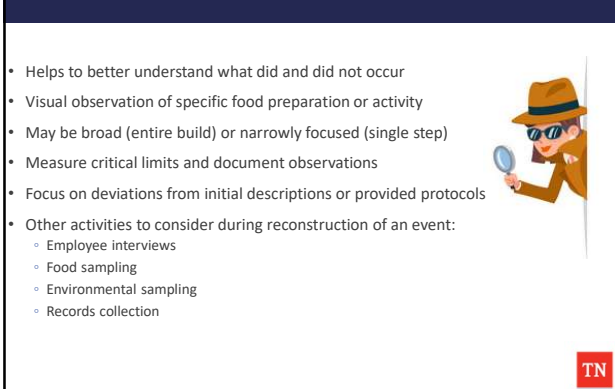 • Helps to better understand what did and did not occur
• Visual observation of specific food preparation or activity
• May be broad (entire build) or narrowly focused (single step)
• Measure critical limits and document observations
• Focus on deviations from initial descriptions or provided protocols
• Other activities to consider during reconstruction of an event:
◦ Employee interviews
◦ Food sampling
◦ Environmental sampling
◦ Records collection
TN